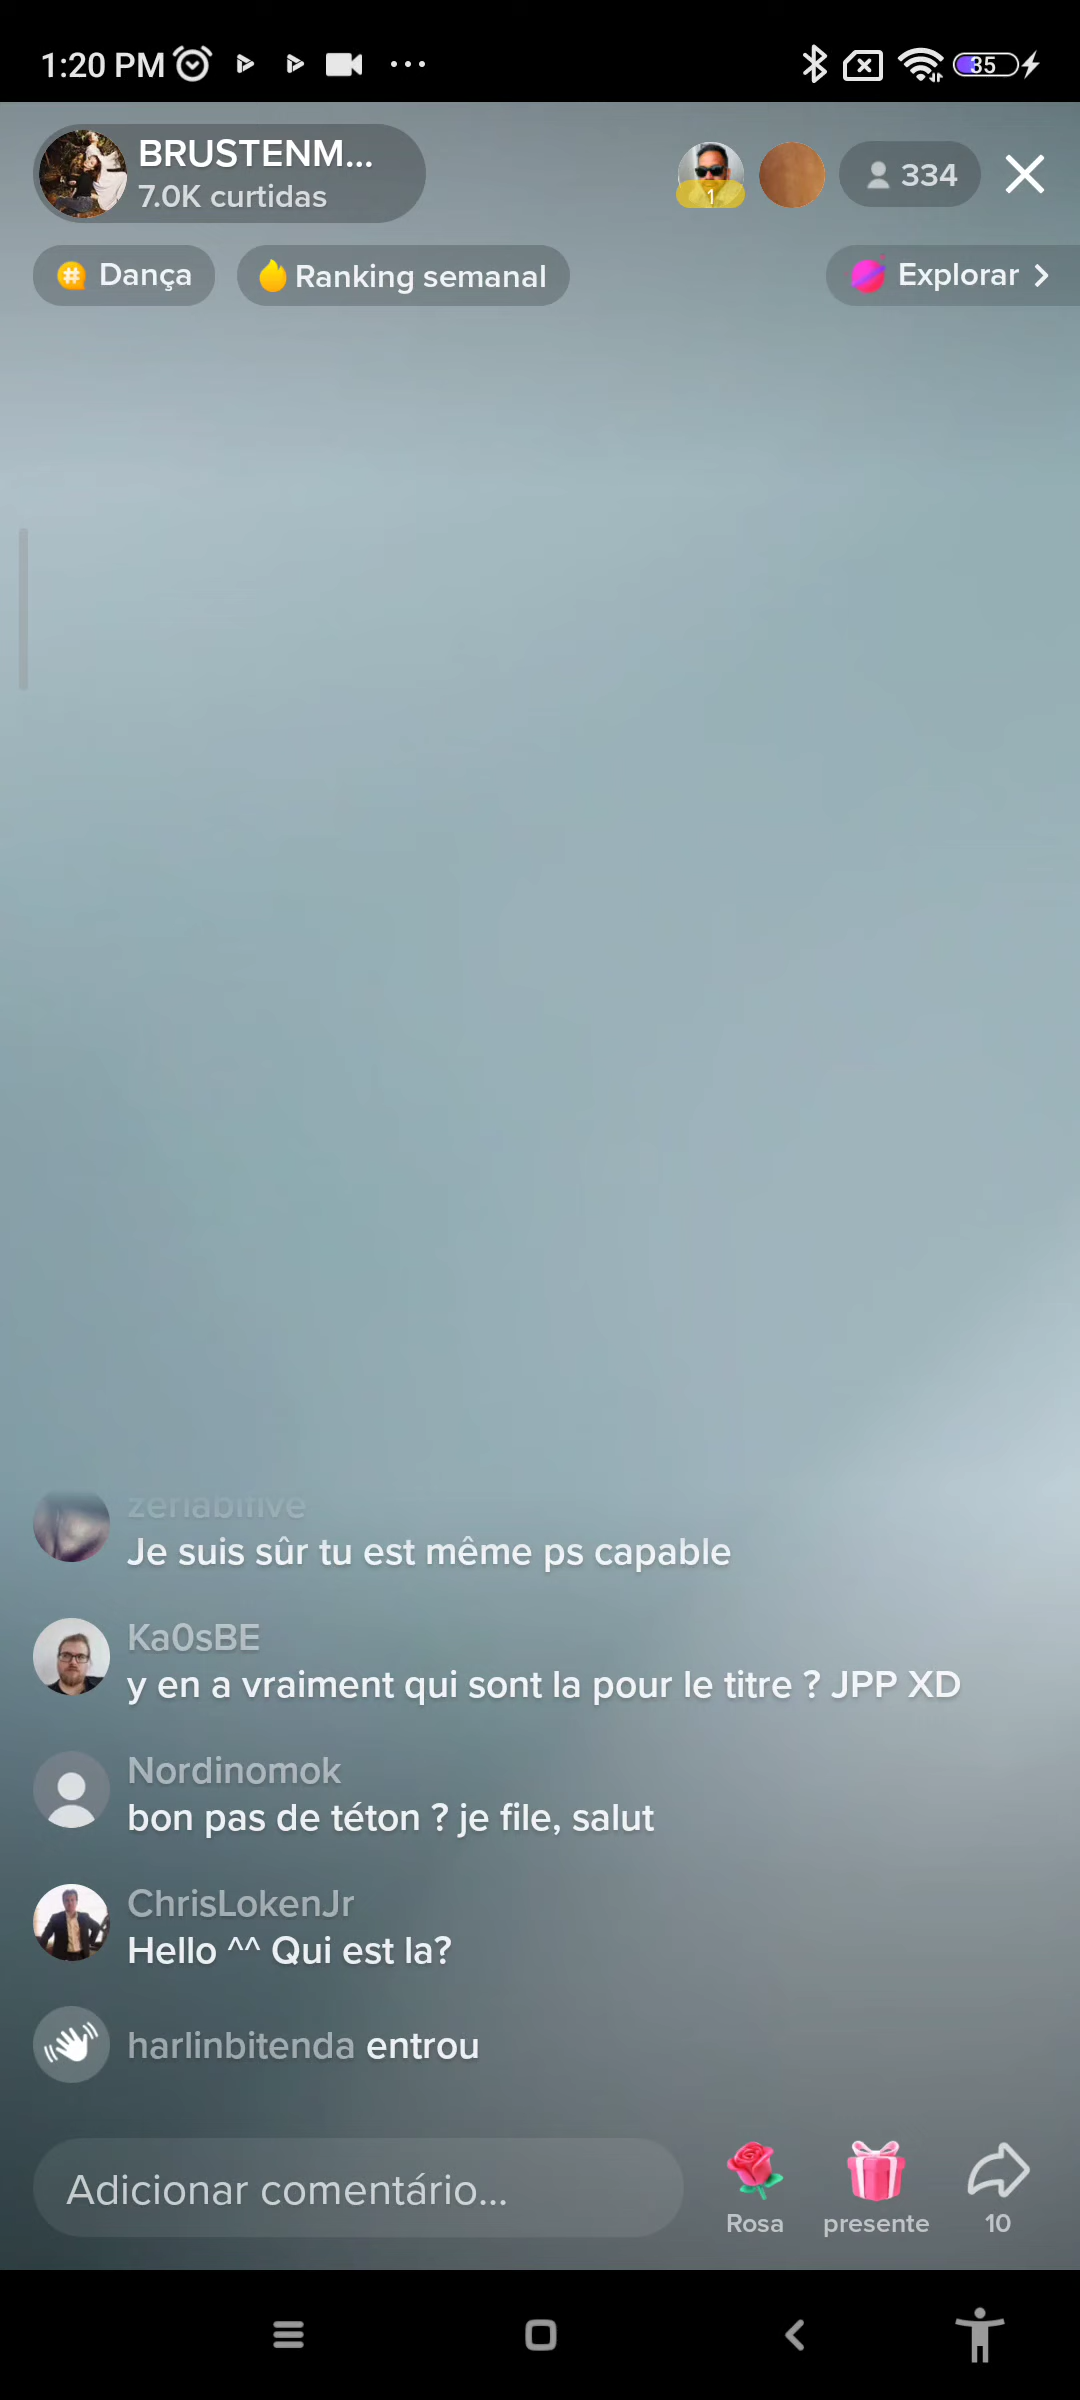 1:20 PM
35
BRUSTENM...
7.0K curtidas
1
334
Dança
Ranking semanal
Explorar
zeriabifive
Je suis sûr tu est même ps capable
Ka0sBE
y en a vraiment qui sont la pour le titre ? JPP XD
Nordinomok
bon pas de téton ? je file, salut
ChrisLokenJr
Hello ^^ Qui est la?
harlinbitenda entrou
Adicionar comentário...
Rosa
presente
10